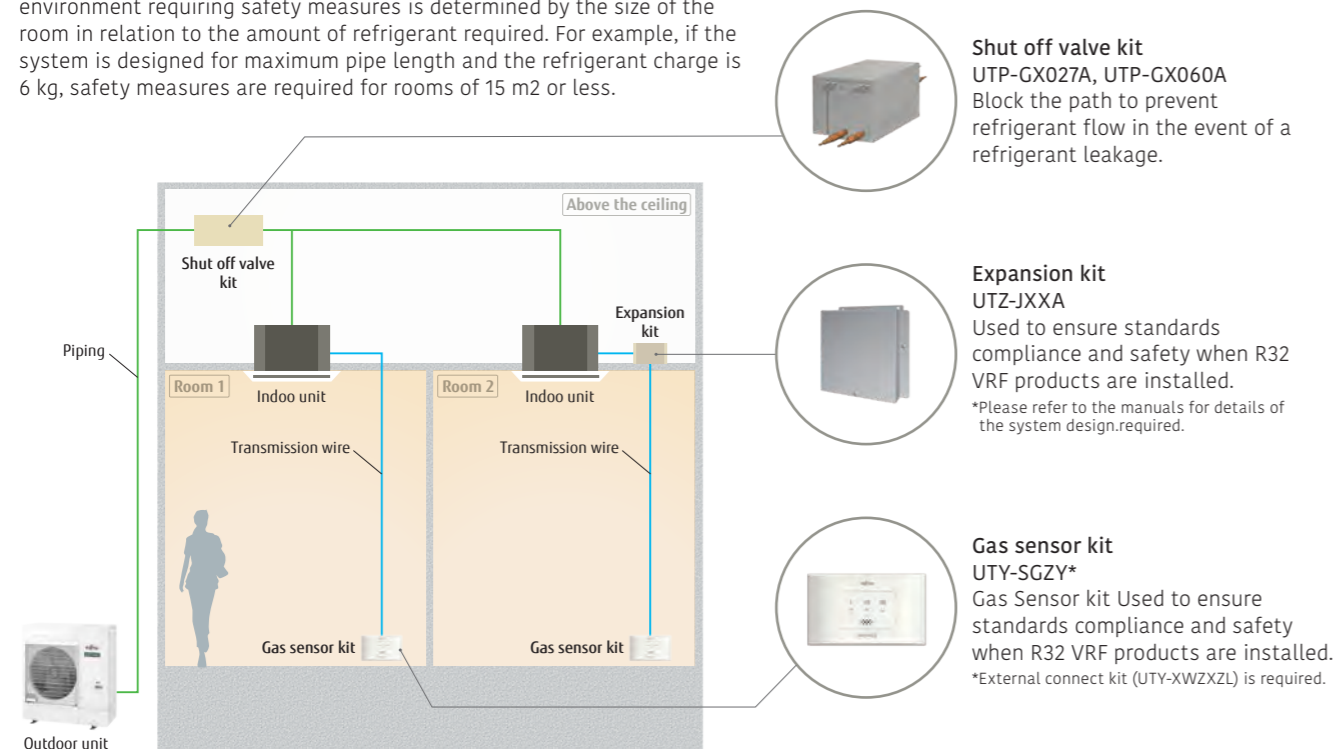 environment requiring safety measures is determined by the size of the
room in relation to the amount of refrigerant required. For example, if the
system is designed for maximum pipe length and the refrigerant charge is
6 kg, safety measures are required for rooms of 15 m2 or less.
Shut off valve kit
UTP-GX027A, UTP-GX060A
Block the path to prevent
refrigerant flow in the event of a
refrigerant leakage.
Above the ceiling
Shut off valve
kit
Expansion
kit
Piping
Room 1
Indoo unit
Room 2
Indoo unit
Transmission wire
Transmission wire
Gas sensor kit
Gas sensor kit
Outdoor unit
Expansion kit
UTZ-JXXA
Used to ensure standards
compliance and safety when R32
VRF products are installed.
*Please refer to the manuals for details of
the system design.required.
Gas sensor kit
UTY-SGZY*
Gas Sensor kit Used to ensure
standards compliance and safety
when R32 VRF products are installed.
*External connect kit (UTY-XWZXZL) is required.